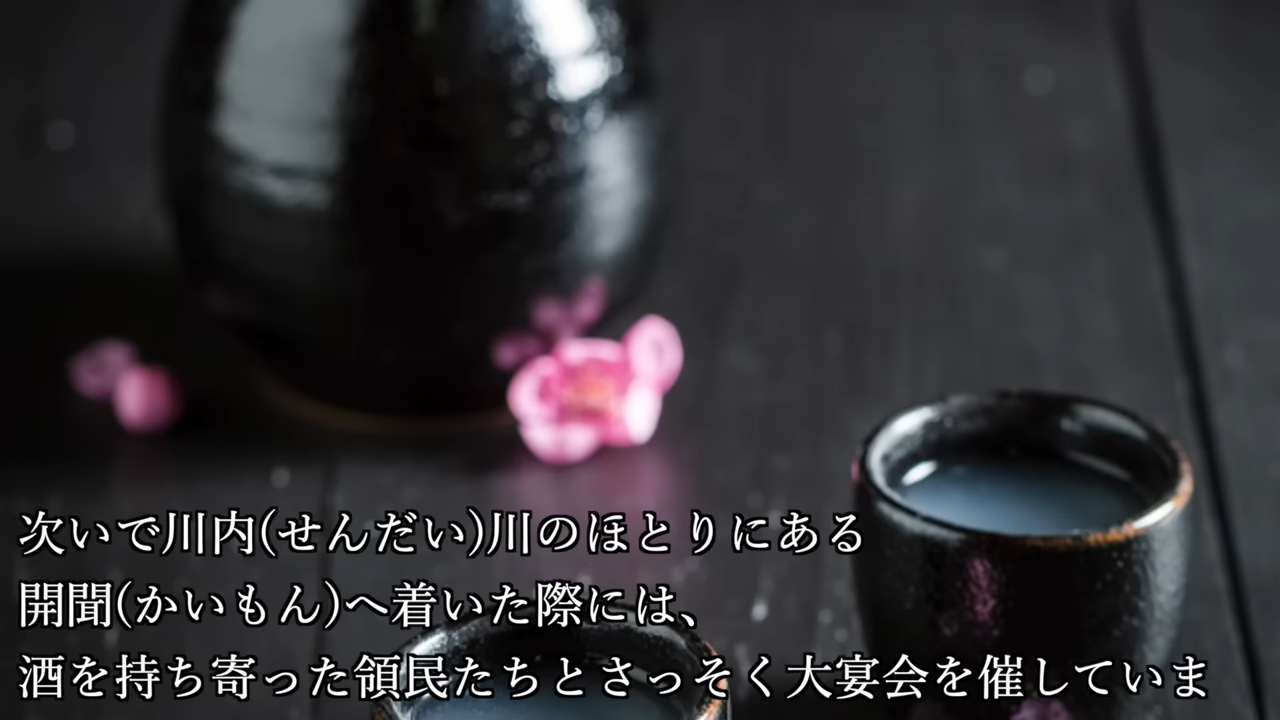 次いで川内(せんだい)川のほとりにある
開聞(かいもん)へ着いた際には、
酒を持ち寄った領民たちとさっそく大宴会を催していま